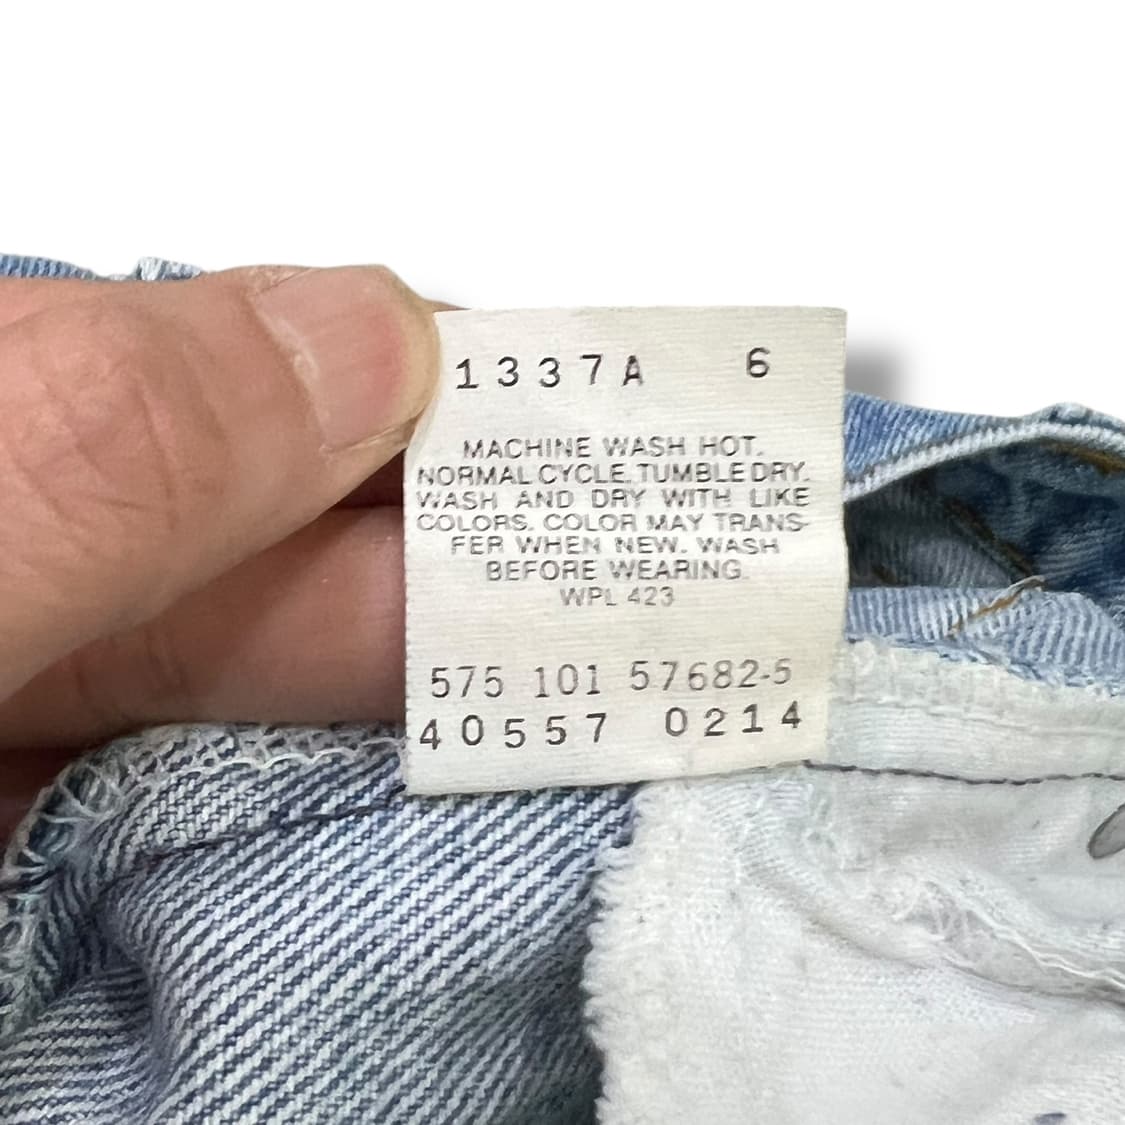 1337A 6
MACHINE WASH HOT.
NORMAL CYCLE. TUMBLE DRY.
WASH AND DRY WITH LIKE
COLORS. COLOR MAY TRANS-
FER WHEN NEW. WASH
BEFORE WEARING.
WPL 423
575 101 57682-5
40557 0214